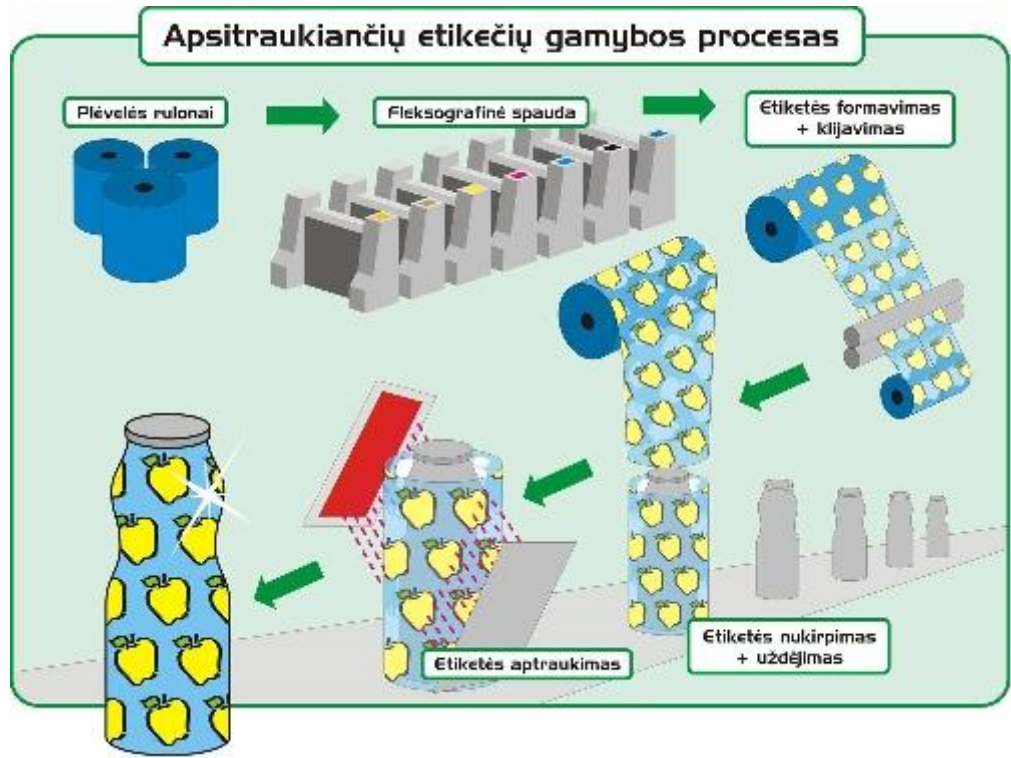 Apsitraukiančių etikečių gamybos procesas
Plėvelės rulonai
Fleksografinė spauda
Etiketės formavimas
+ klijavimas
Etiketės nukirpimas
+ uždėjimas
Etiketės aptraukimas